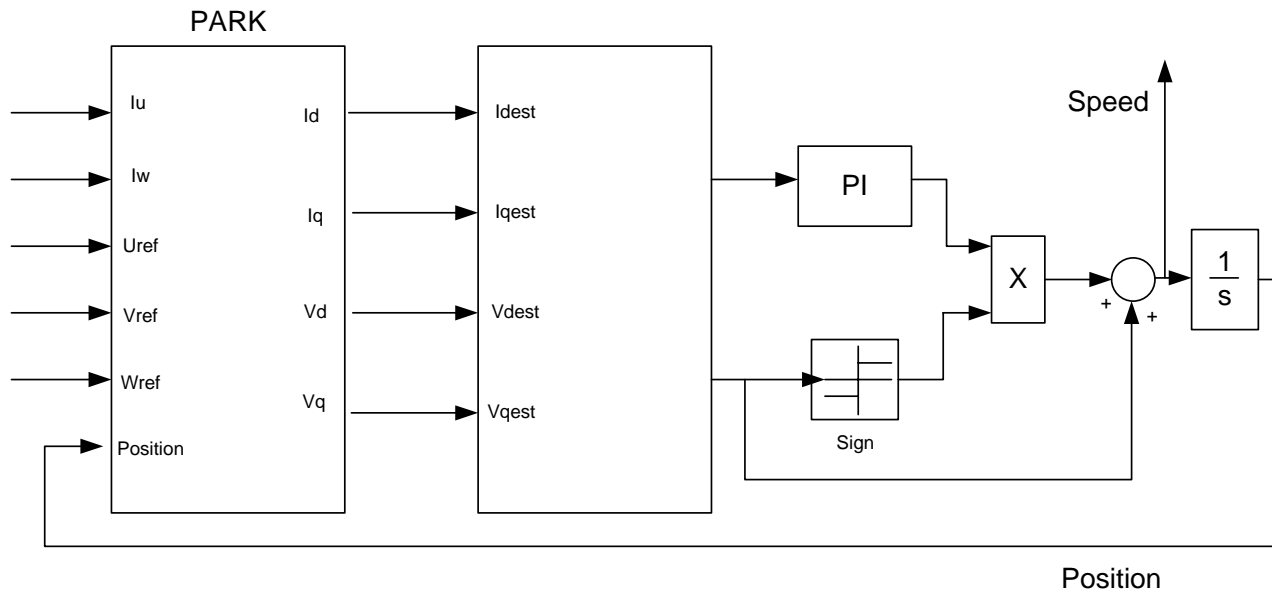 PARK
Iu
Iw
Uref
Vref
Wref
Position
Id
Iq
Vd
Vq
Idest
Iqest
Vdest
Vqest
PI
Sign
X
+
+
Speed
1
s
Position